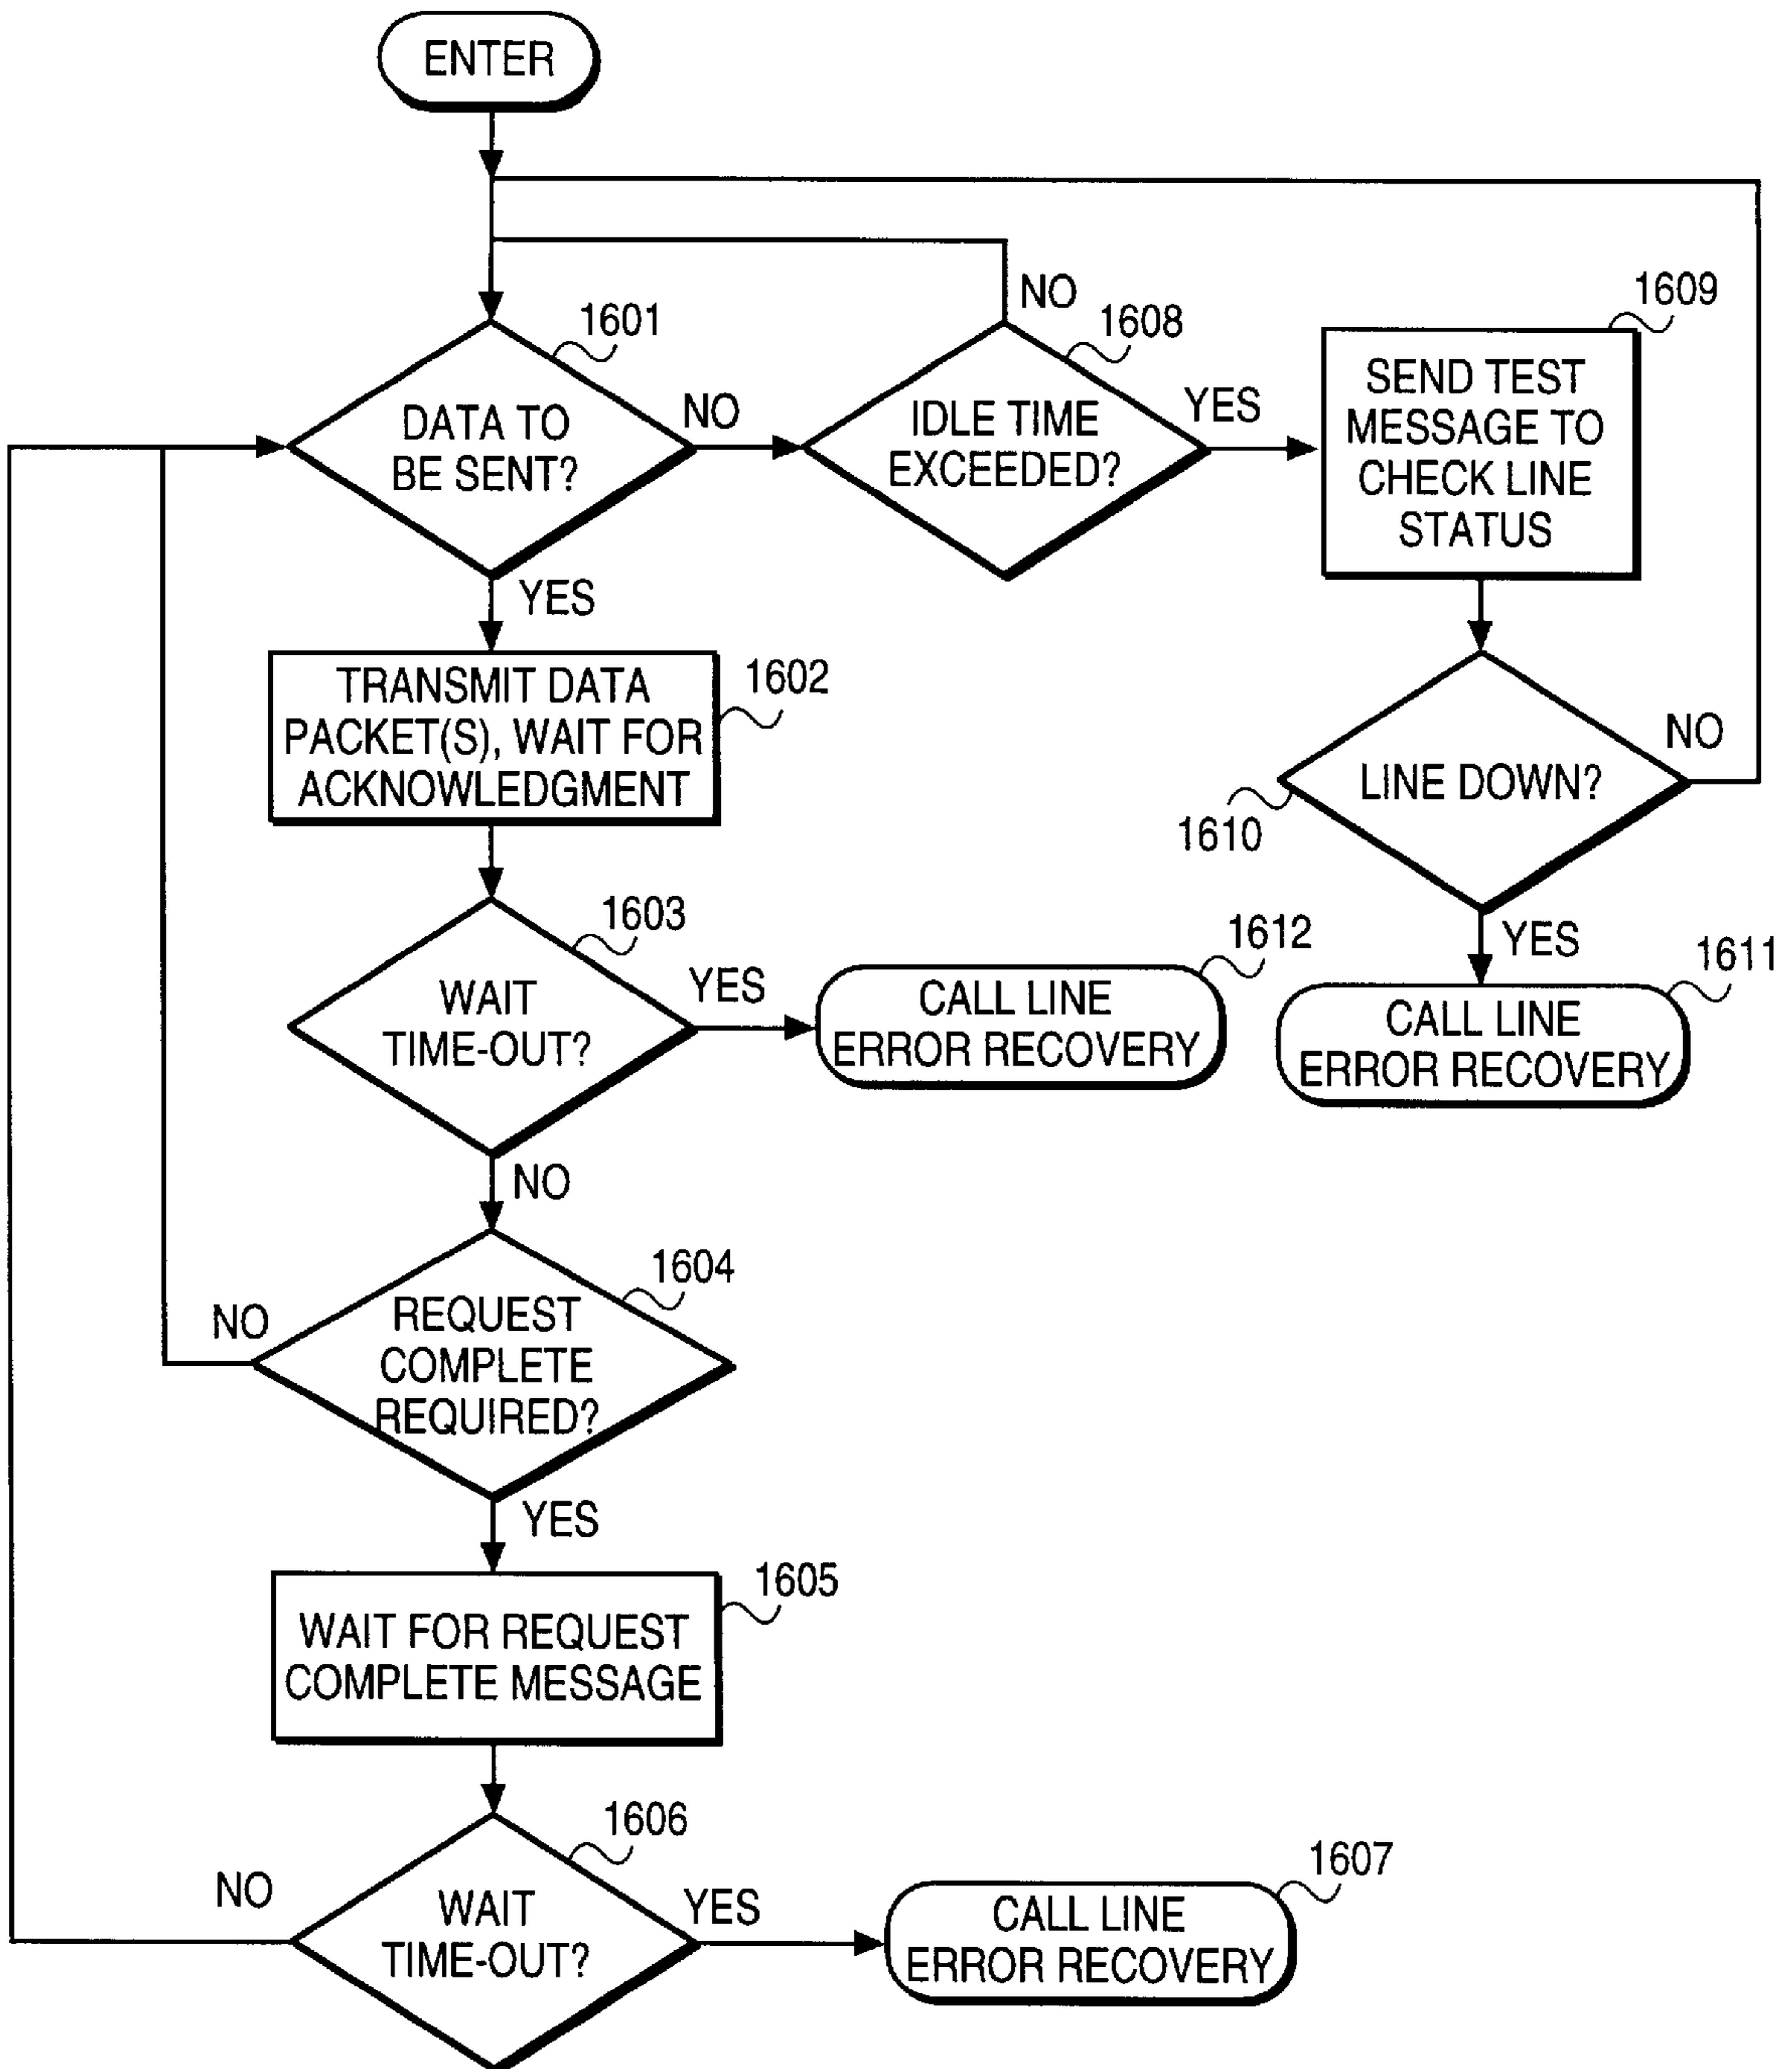 ENTER
NO
1601
1608
1609
DATA TO
BE SENT?
NO
IDLE TIME
EXCEEDED?
YES
SEND TEST
MESSAGE TO
CHECK LINE
STATUS
YES
TRANSMIT DATA
PACKET(S), WAIT FOR
ACKNOWLEDGMENT
1602
LINE DOWN?
NO
1610
YES
1603
WAIT
TIME-OUT?
YES
1612
CALL LINE
ERROR RECOVERY
1611
CALL LINE
ERROR RECOVERY
NO
1604
NO
REQUEST
COMPLETE
REQUIRED?
YES
1605
WAIT FOR REQUEST
COMPLETE MESSAGE
1606
NO
WAIT
TIME-OUT?
YES
1607
CALL LINE
ERROR RECOVERY